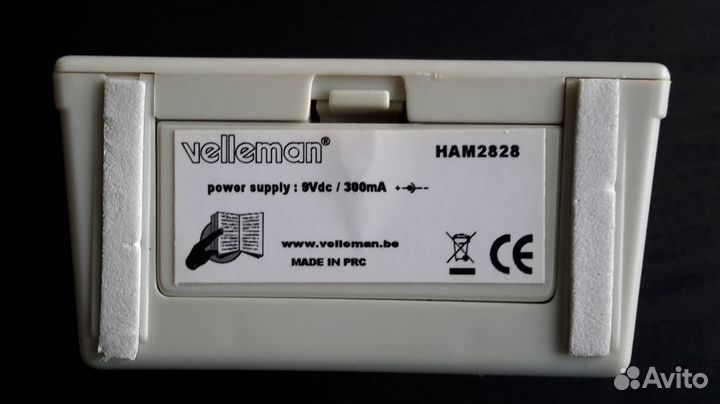 velleman®
HAM2828
power supply : 9Vdc / 300mA
www.velleman.be
MADE IN PRC
CE
Avito